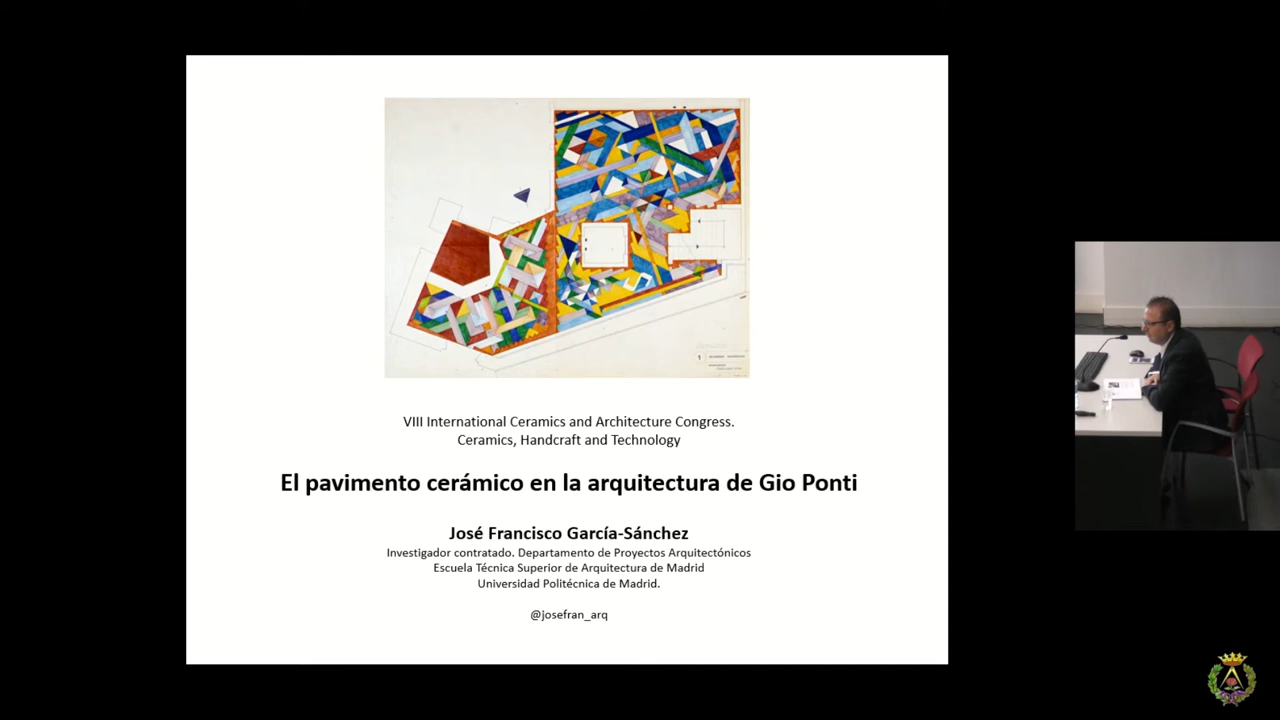 VIII International Ceramics and Architecture Congress.
Ceramics, Handcraft and Technology
El pavimento cerámico en la arquitectura de Gio Ponti
José Francisco García-Sánchez
Investigador contratado. Departamento de Proyectos Arquitectónicos
Escuela Técnica Superior de Arquitectura de Madrid
Universidad Politécnica de Madrid.
@josefran_arq